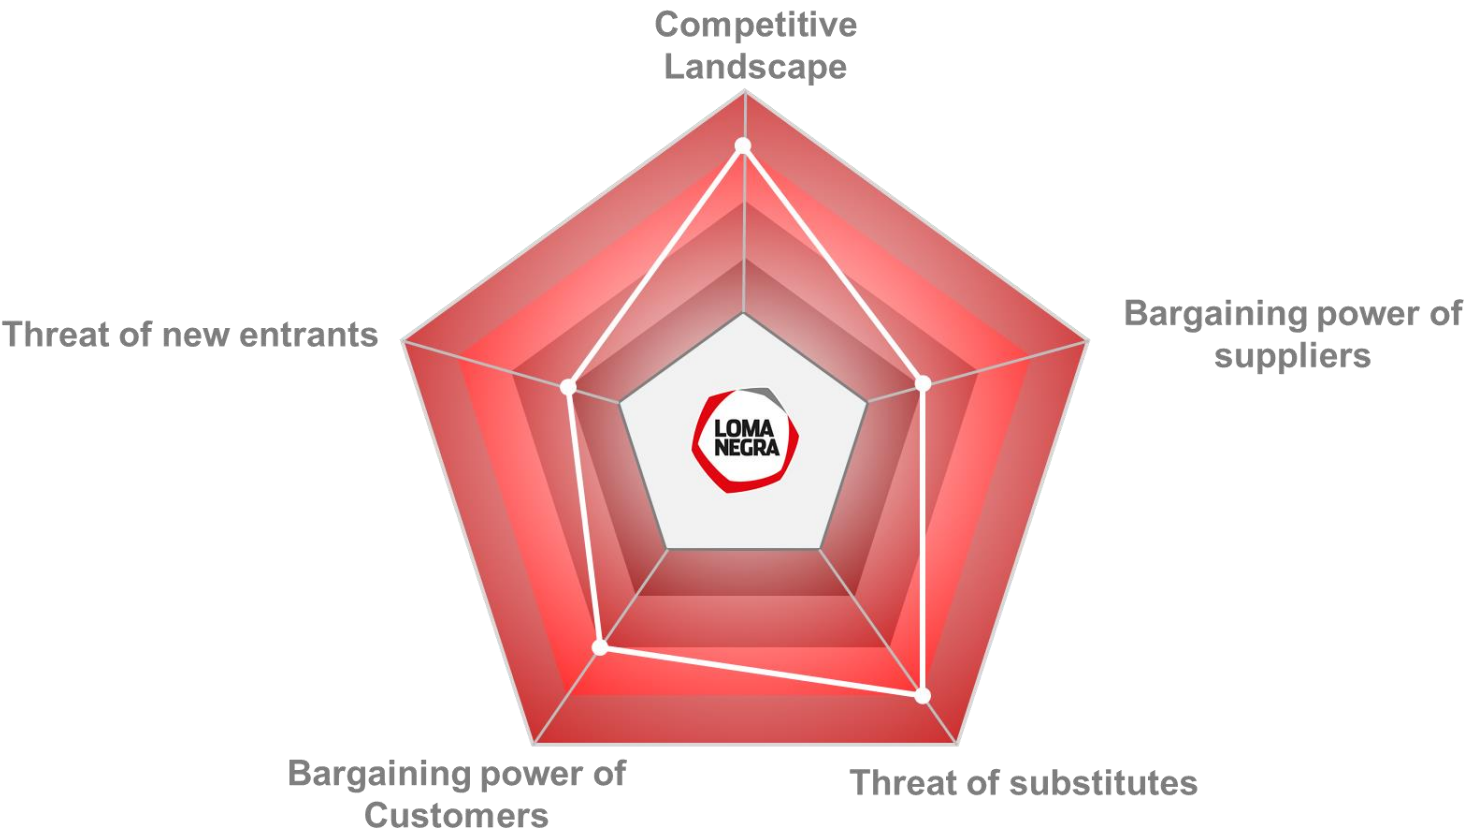 Competitive
Landscape
Bargaining power of
suppliers
Threat of new entrants
LOMA
NEGRA
Bargaining power of
Customers
Threat of substitutes